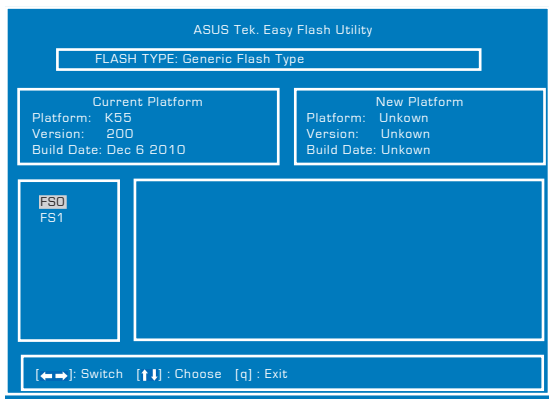 ASUS Tek. Easy Flash Utility
FLASH TYPE: Generic Flash Type
Current Platform
Platform: K55
Version: 200
Build Date: Dec 6 2010
New Platform
Platform: Unkown
Version: Unkown
Build Date: Unkown
FS0
FS1
[←→]: Switch [↑↓] : Choose [q] : Exit